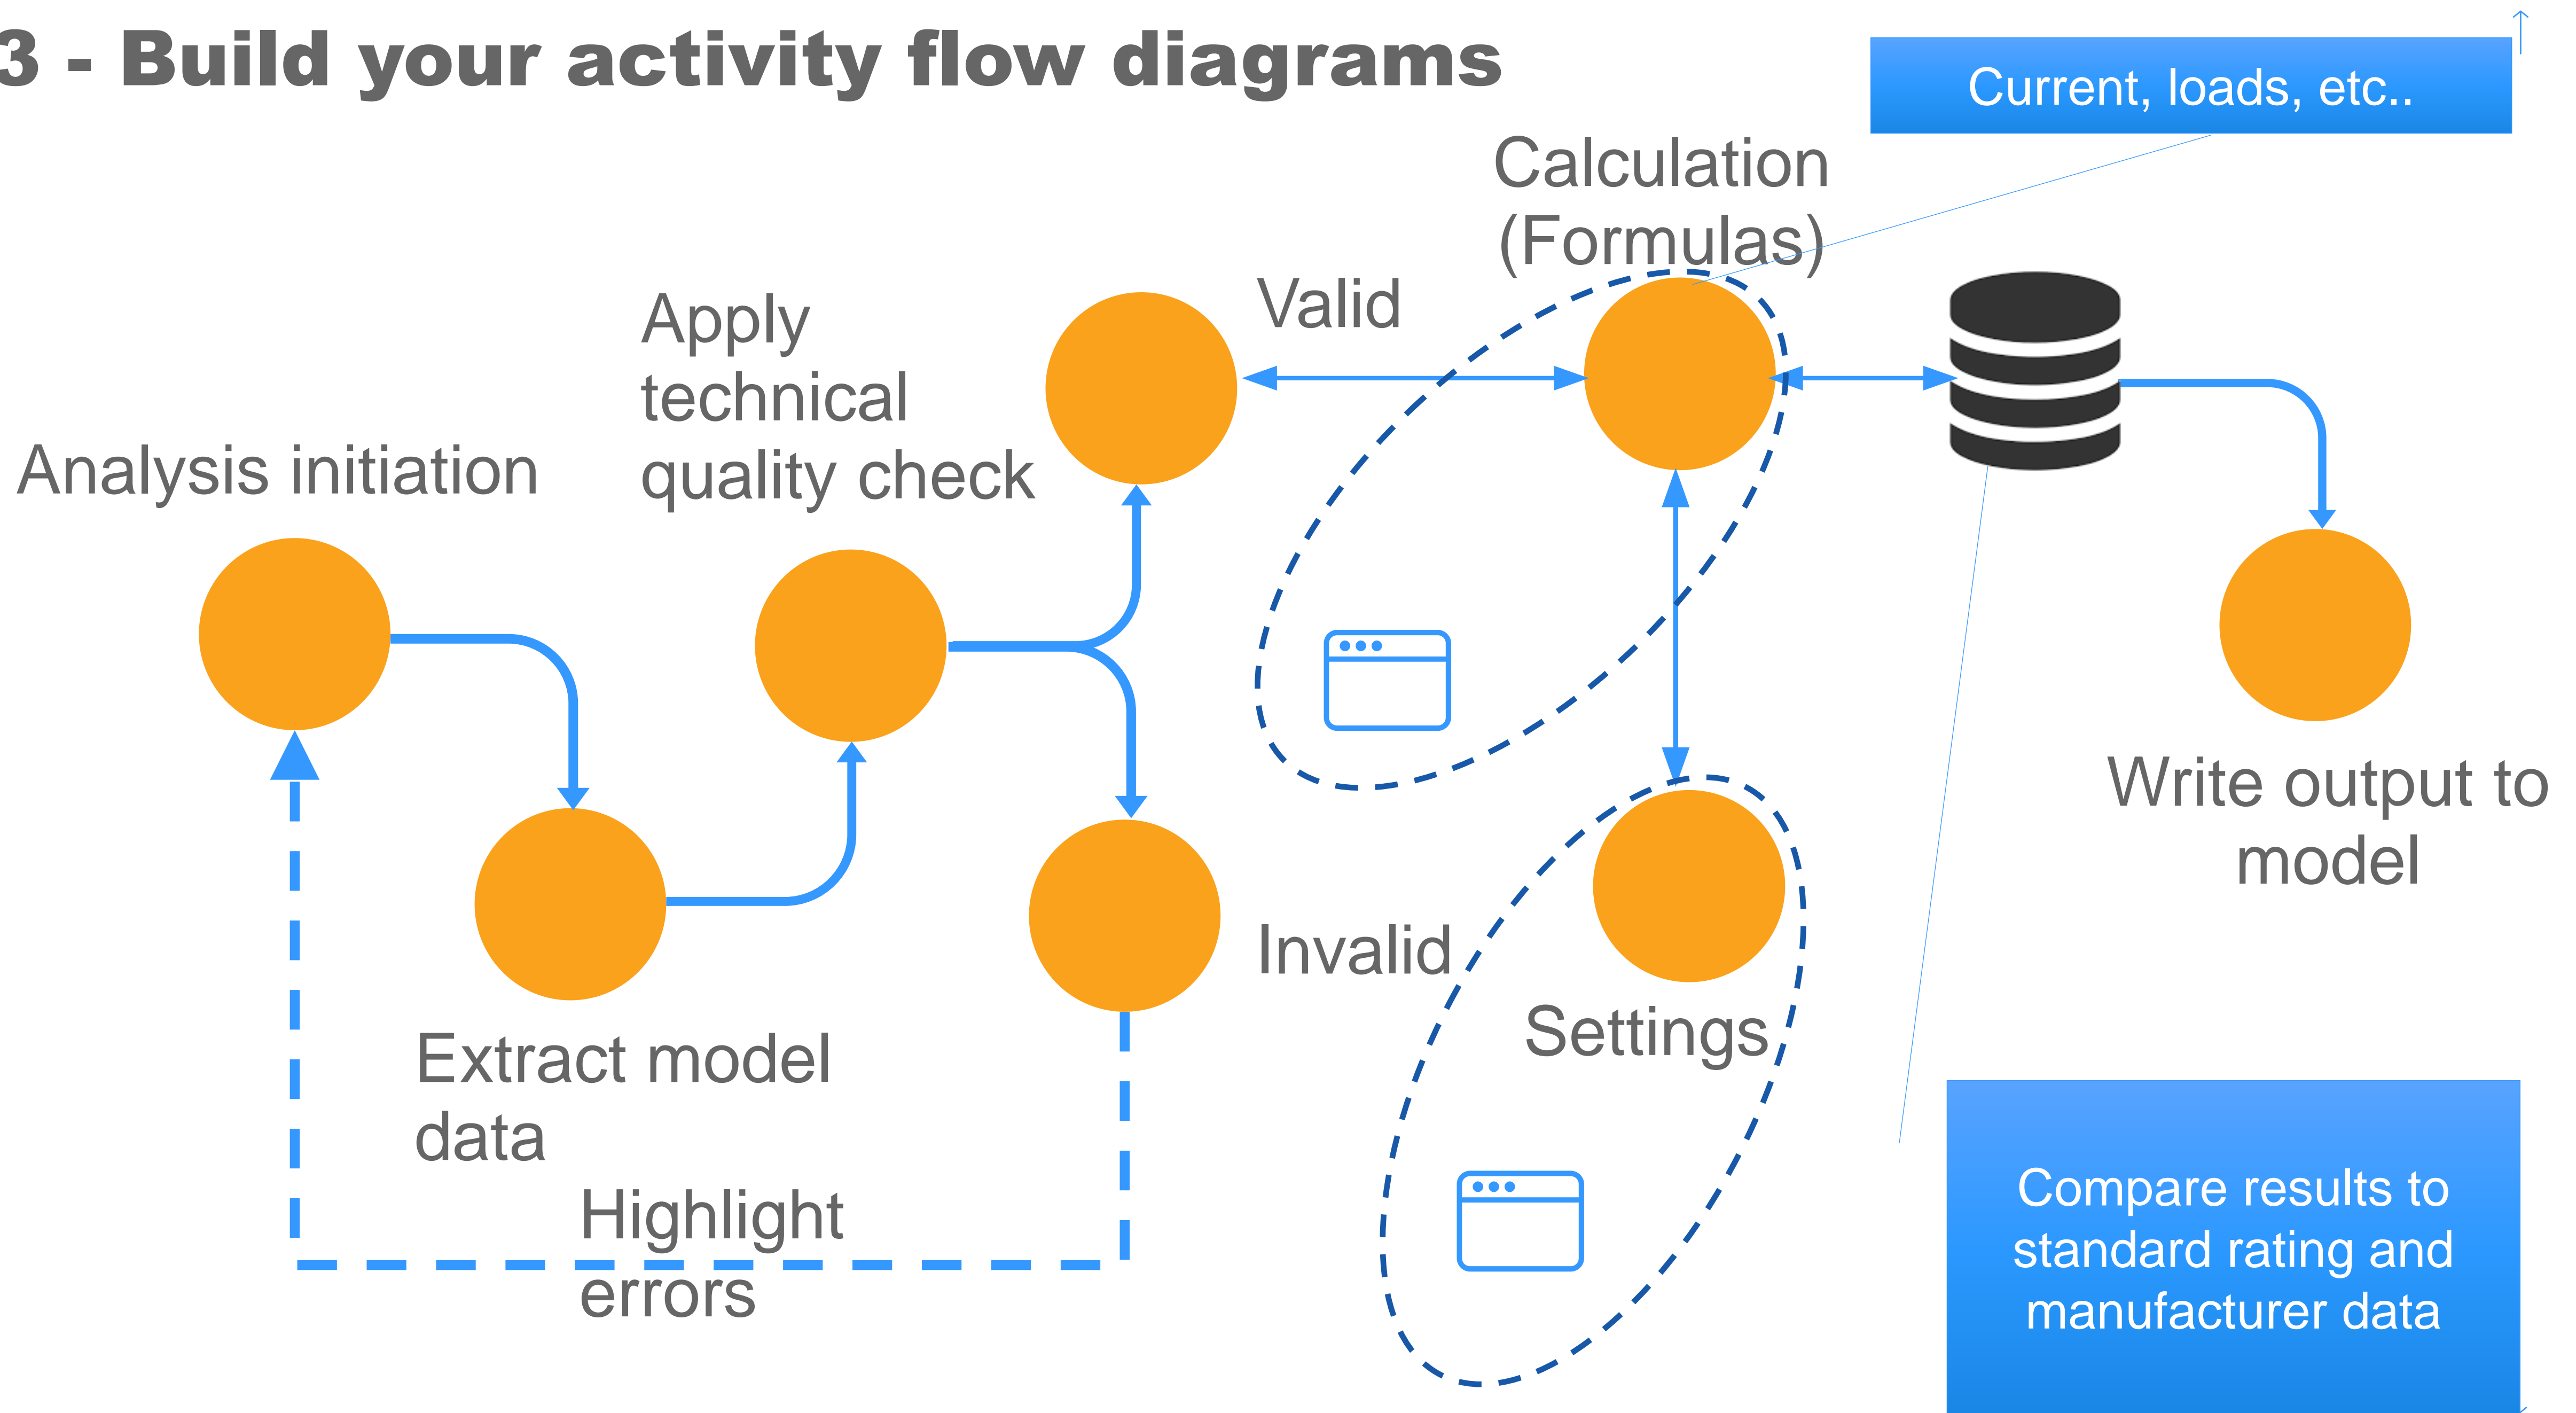 3 - Build your activity flow diagrams
Current, loads, etc..
Calculation
(Formulas)
Valid
Apply
technical
quality check
Analysis initiation
Write output to
model
Invalid
Settings
Extract model
data
Highlight
errors
Compare results to
standard rating and
manufacturer data